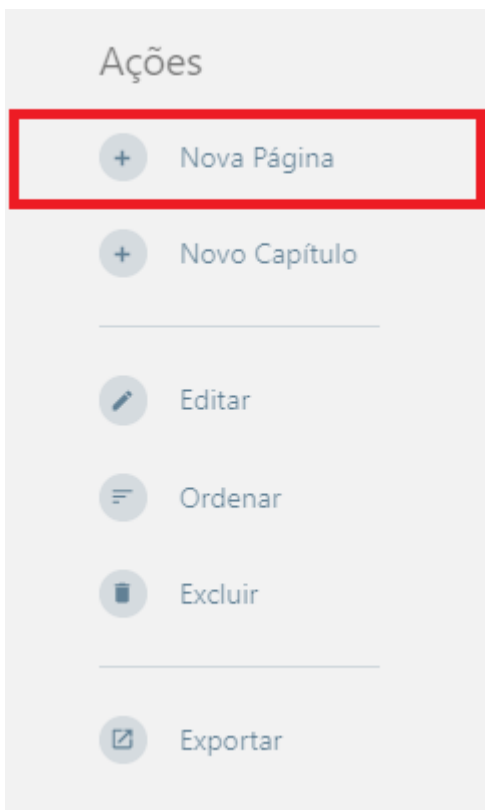 Ações
Nova Página
Novo Capítulo
Editar
Ordenar
Excluir
Exportar